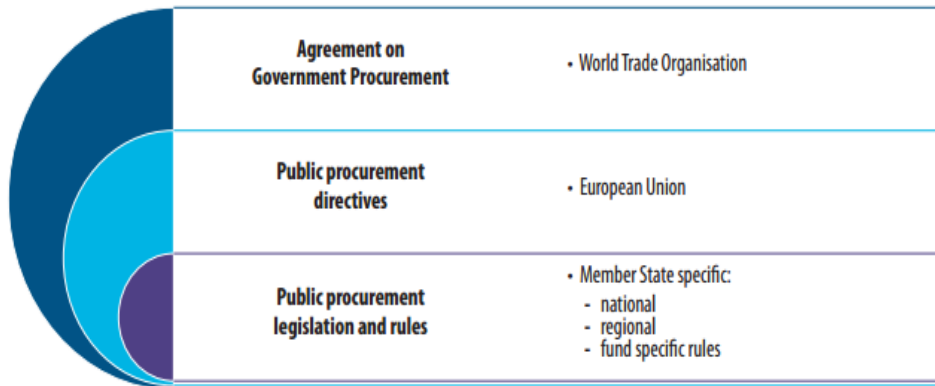 Agreement on
Government Procurement
• World Trade Organisation
Public procurement
directives
• European Union
Public procurement
legislation and rules
• Member State specific:
- national
- regional
- fund specific rules